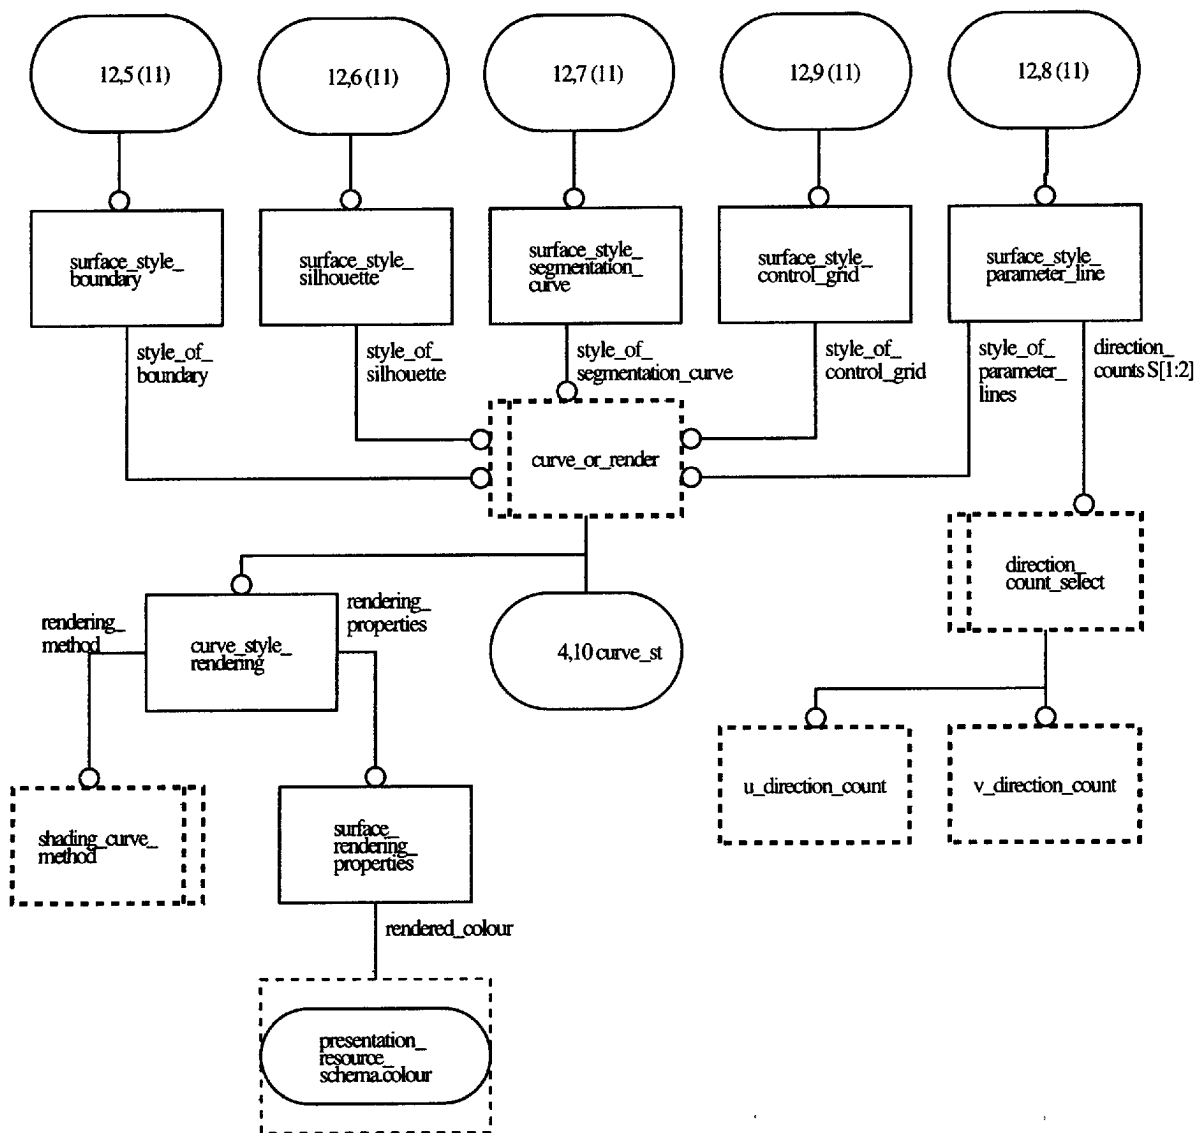 12,5 (11)
12,6 (11)
12,7 (11)
12,9 (11)
12,8 (11)
surface_style_
boundary
surface_style_
silhouette
surface_style_
segmentation_
curve
surface_style_
control_grid
surface_style_
parameter_line
style_of_
boundary
style_of_
silhouette
style_of_
segmentation_curve
style_of_
control_grid
style_of_
parameter_
lines
direction_
counts S[1:2]
curve_or_render
direction_
count_select
rendering_
method
curve_style_
rendering
rendering_
properties
4,10 curve_st
u_direction_count
v_direction_count
shading_curve_
method
surface_
rendering_
properties
rendered_colour
presentation_
resource_
schema.colour